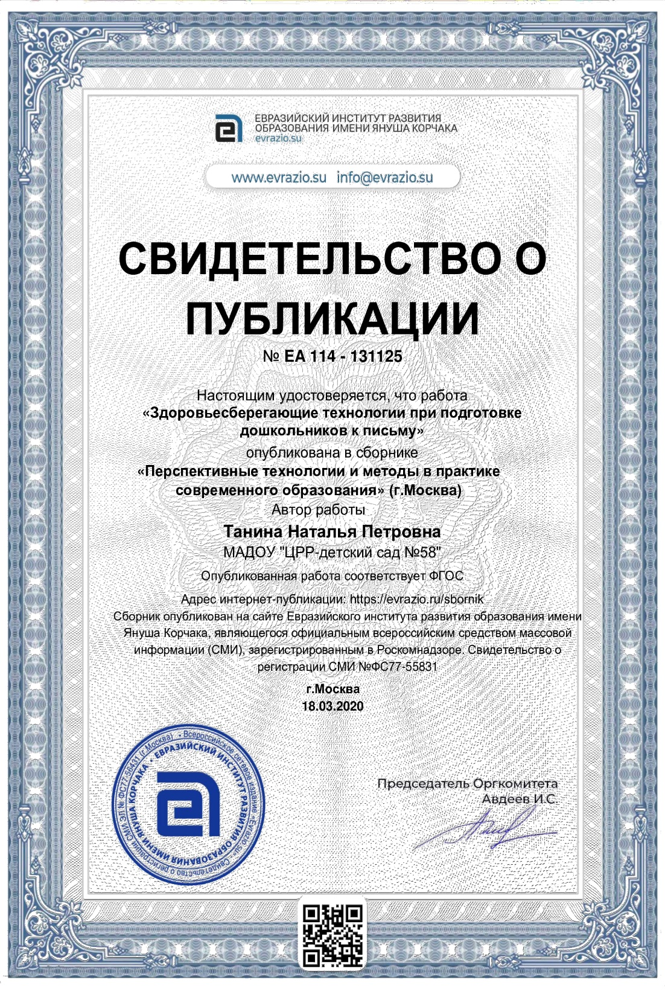 ЕВРАЗИЙСКИЙ ИНСТИТУТ РАЗВИТИЯ
ОБРАЗОВАНИЯ ИМЕНИ ЯНУША КОРЧАКА
evrazio.su
www.evrazio.su info@evrazio.su
СВИДЕТЕЛЬСТВО О
ПУБЛИКАЦИИ
№ ЕА 114 - 131125
Настоящим удостоверяется, что работа
«Здоровьесберегающие технологии при подготовке
дошкольников к письму»
опубликована в сборнике
«Перспективные технологии и методы в практике
современного образования» (г.Москва)
Автор работы
Танина Наталья Петровна
МАДОУ "ЦРР-детский сад №58"
Опубликованная работа соответствует ФГОС
Адрес интернет-публикации: https://evrazio.ru/sbornik
Сборник опубликован на сайте Евразийского института развития образования имени
Януша Корчака, являющегося официальным всероссийским средством массовой
информации (СМИ), зарегистрированным в Роскомнадзоре. Свидетельство о
регистрации СМИ №ФС77-55831
г.Москва
18.03.2020
• Всероссийское сетевое издание «Evrazio.su» - Свидетельство о регистрации СМИ ЭЛ № ФС77-56431 (г.Москва)
• ЕВРАЗИЙСКИЙ ИНСТИТУТ РАЗВИТИЯ ОБРАЗОВАНИЯ ИМЕНИ ЯНУША КОРЧАКА
Председатель Оргкомитета
Авдеев И.С.